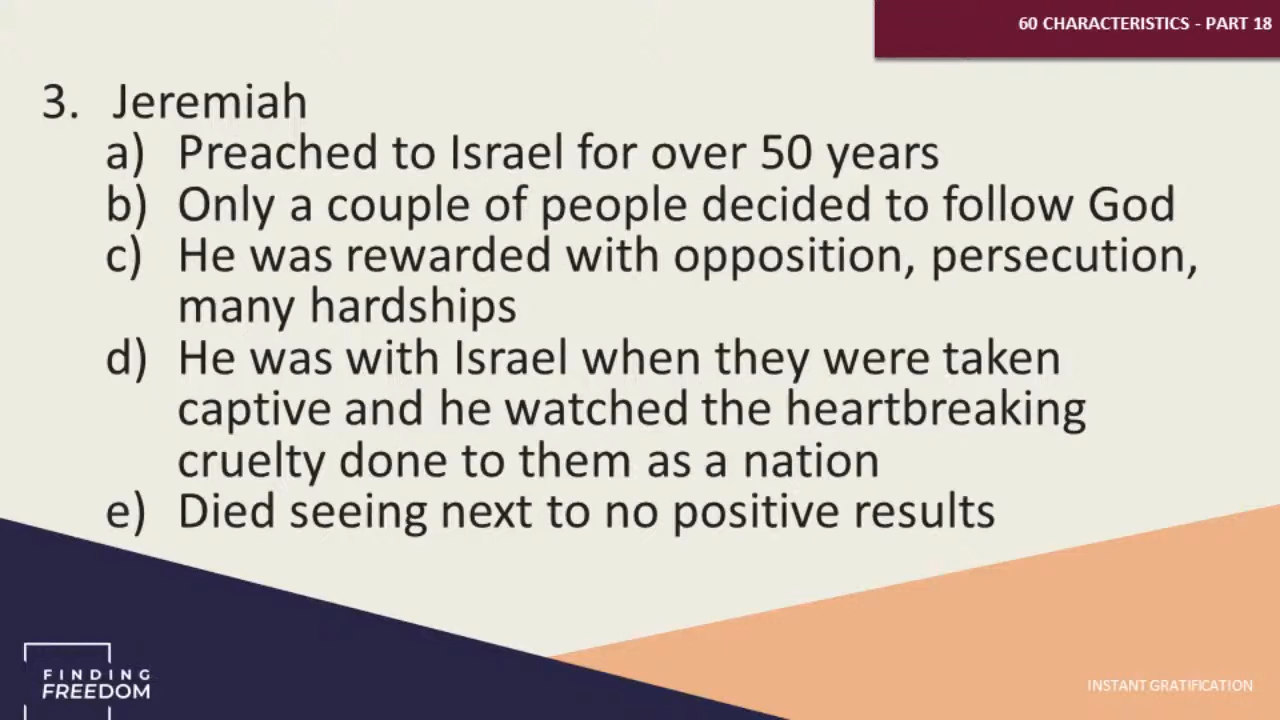 60 CHARACTERISTICS - PART 18
3. Jeremiah
a) Preached to Israel for over 50 years
b) Only a couple of people decided to follow God
c) He was rewarded with opposition, persecution,
many hardships
d) He was with Israel when they were taken
captive and he watched the heartbreaking
cruelty done to them as a nation
e) Died seeing next to no positive results
FINDING
FREEDOM
INSTANT GRATIFICATION